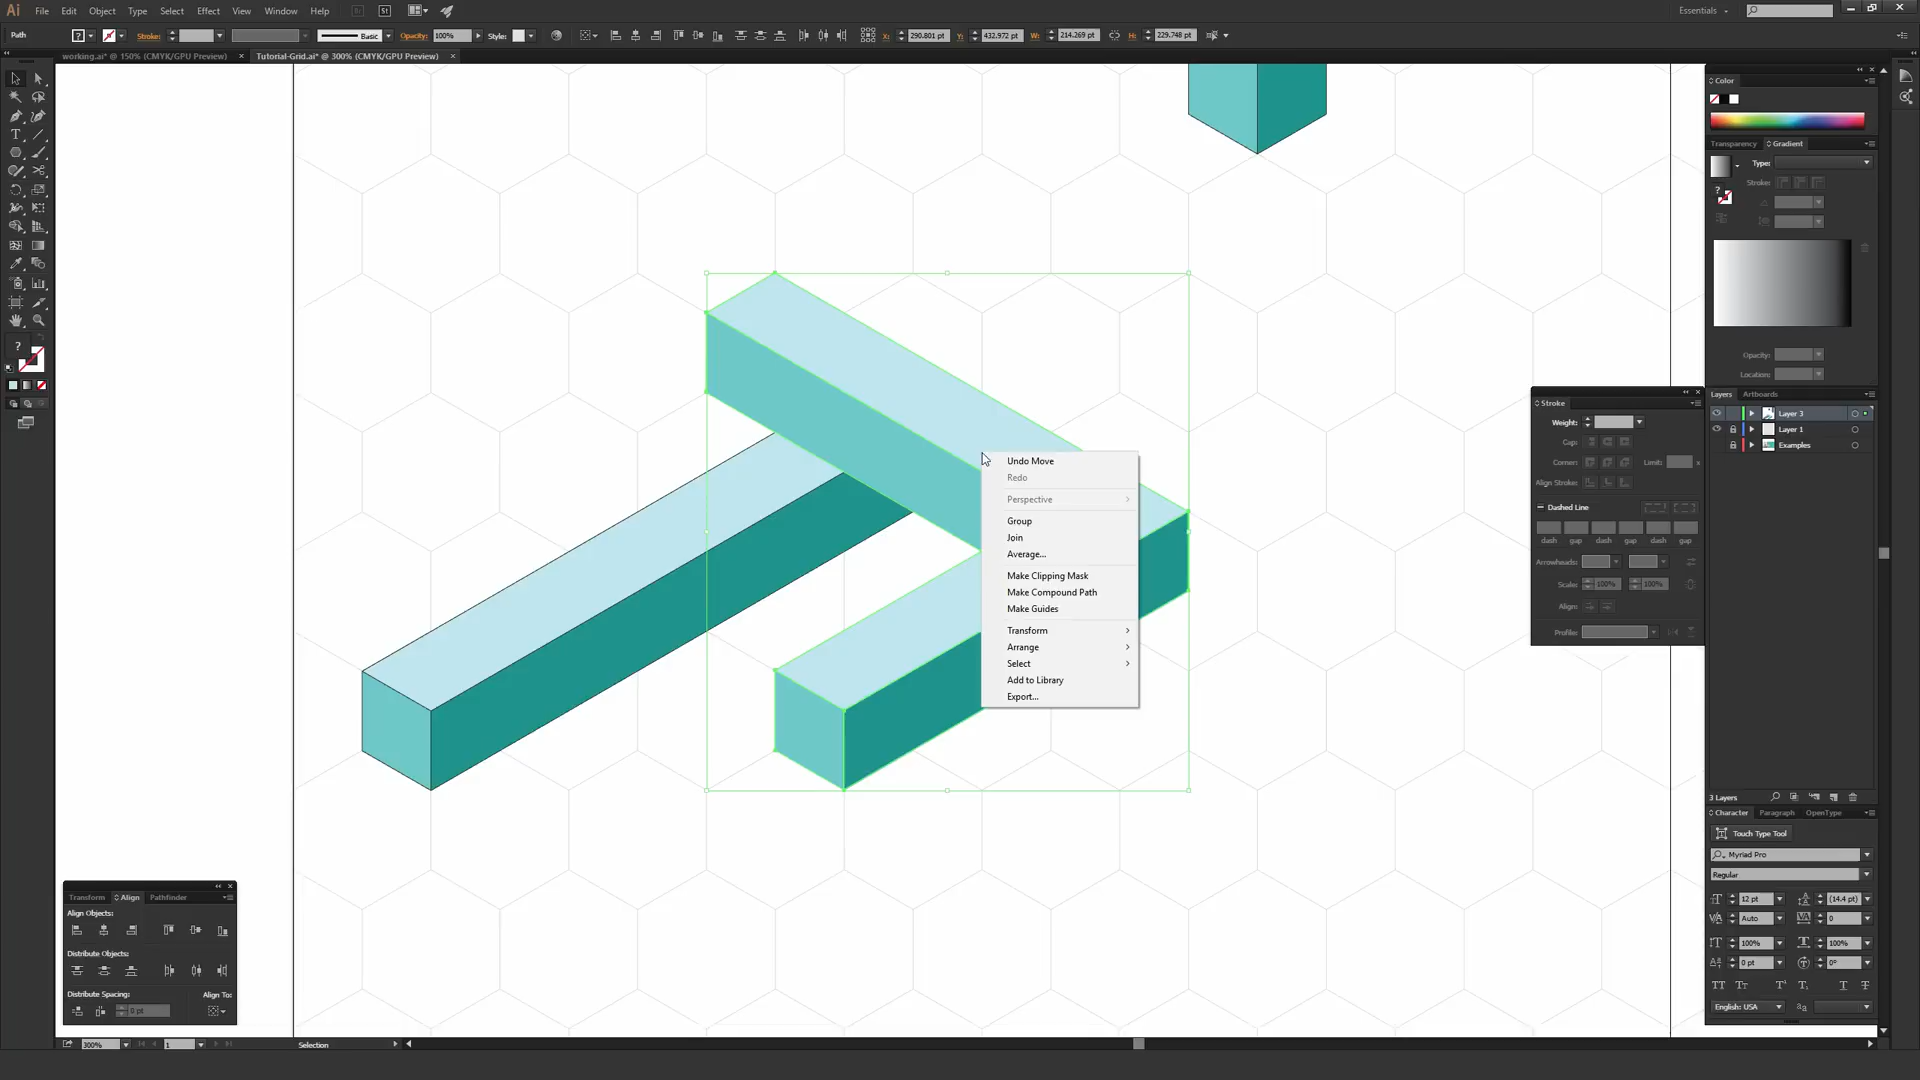 Ai File Edit Object Type Select Effect View Window Help Br St Essentials
Path ? Stroke: Basic Opacity: 100% Style: X: 290.801 pt Y: 432.972 pt W: 214.269 pt H: 229.748 pt
working.ai* @ 150% (CMYK/GPU Preview) × Tutorial-Grid.ai* @ 300% (CMYK/GPU Preview) ×
Color
Transparency Gradient
Type:
Stroke:
Opacity:
Location:
Layers Artboards
Layer 3
Layer 1
Examples
Stroke
Weight:
Cap:
Corner: Limit: x
Align Stroke:
Dashed Line
dash gap dash gap dash gap
Arrowheads:
Scale: 100% 100%
Align:
Profile:
Undo Move
Redo
Perspective
Group
Join
Average...
Make Clipping Mask
Make Compound Path
Make Guides
Transform
Arrange
Select
Add to Library
Export...
3 Layers
Character Paragraph OpenType
Touch Type Tool
Myriad Pro
Regular
12 pt (14.4 pt)
Auto 0
100% 100%
0 pt 0°
English: USA
Transform Align Pathfinder
Align Objects:
Distribute Objects:
Distribute Spacing: Align To:
0 pt
300% 1 Selection